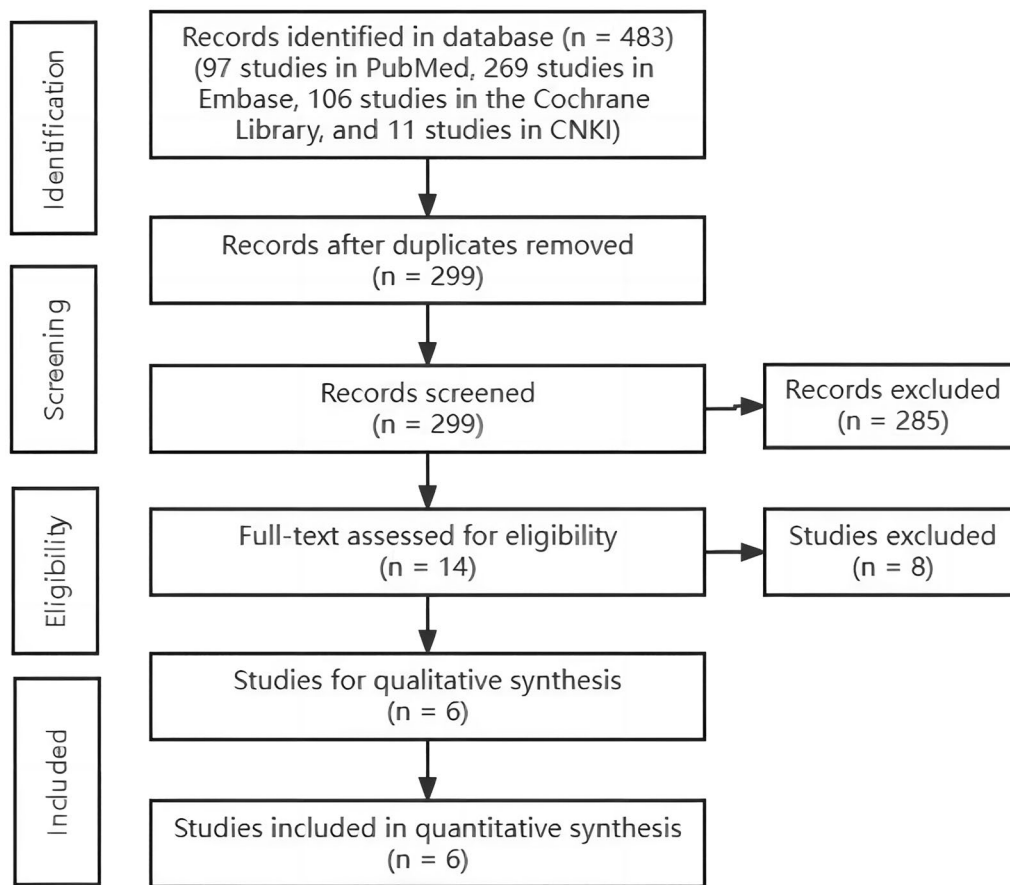 Identification
Records identified in database (n = 483)
(97 studies in PubMed, 269 studies in
Embase, 106 studies in the Cochrane
Library, and 11 studies in CNKI)
Records after duplicates removed
(n = 299)
Screening
Records screened
(n = 299)
Records excluded
(n = 285)
Eligibility
Full-text assessed for eligibility
(n = 14)
Studies excluded
(n = 8)
Studies for qualitative synthesis
(n = 6)
Included
Studies included in quantitative synthesis
(n = 6)